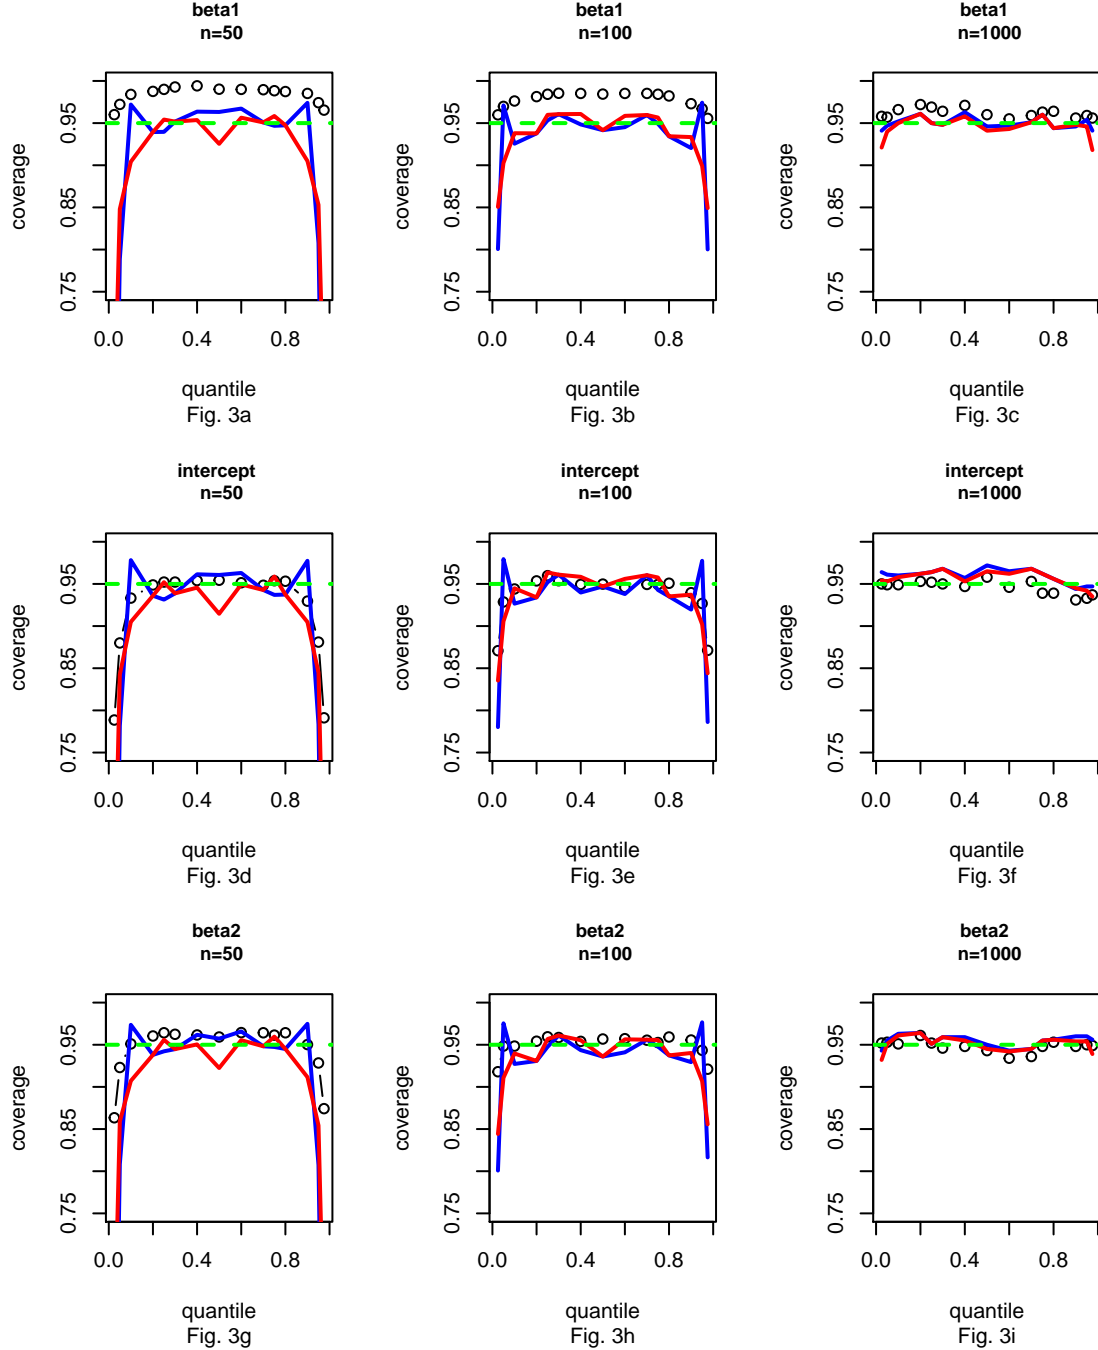 beta1
n=50
coverage
0.75 0.85 0.95
0.0 0.4 0.8
quantile
Fig. 3a
beta1
n=100
coverage
0.75 0.85 0.95
0.0 0.4 0.8
quantile
Fig. 3b
beta1
n=1000
coverage
0.75 0.85 0.95
0.0 0.4 0.8
quantile
Fig. 3c
intercept
n=50
coverage
0.75 0.85 0.95
0.0 0.4 0.8
quantile
Fig. 3d
intercept
n=100
coverage
0.75 0.85 0.95
0.0 0.4 0.8
quantile
Fig. 3e
intercept
n=1000
coverage
0.75 0.85 0.95
0.0 0.4 0.8
quantile
Fig. 3f
beta2
n=50
coverage
0.75 0.85 0.95
0.0 0.4 0.8
quantile
Fig. 3g
beta2
n=100
coverage
0.75 0.85 0.95
0.0 0.4 0.8
quantile
Fig. 3h
beta2
n=1000
coverage
0.75 0.85 0.95
0.0 0.4 0.8
quantile
Fig. 3i